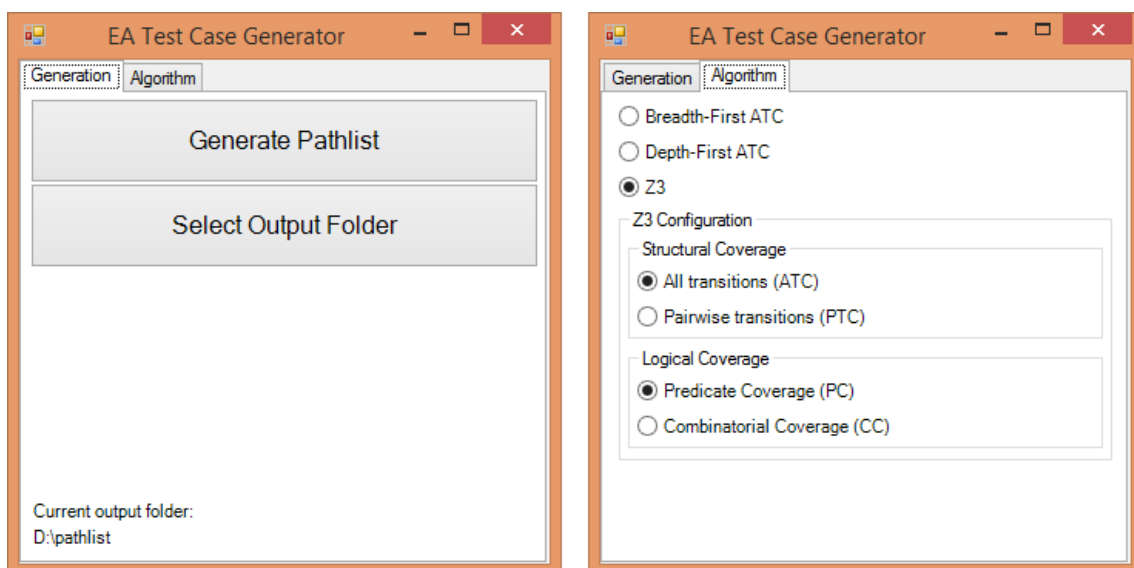 EA Test Case Generator
Generation Algorithm
Generate Pathlist
Select Output Folder
Current output folder:
D:\pathlist
EA Test Case Generator
Generation Algorithm
Breadth-First ATC
Depth-First ATC
Z3
Z3 Configuration
Structural Coverage
All transitions (ATC)
Pairwise transitions (PTC)
Logical Coverage
Predicate Coverage (PC)
Combinatorial Coverage (CC)